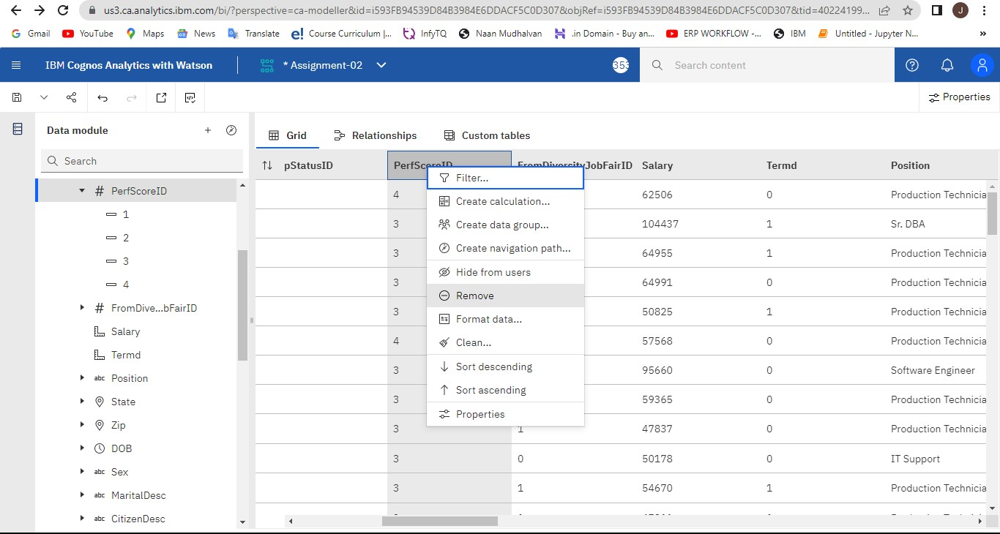 us3.ca.analytics.ibm.com/bi/?perspective=ca-modeller&id=i593FB94539D84B3984E6DDACF5C0D307&objRef=i593FB94539D84B3984E6DDACF5C0D307&tid=40224199... J
Gmail YouTube Maps News Translate Course Curriculum |... InfyTQ Naan Mudhalvan .in Domain - Buy an... ERP WORKFLOW -... IBM Untitled - Jupyter N... »
IBM Cognos Analytics with Watson * Assignment-02 353 Search content
Properties
Data module
Search
PerfScoreID
1
2
3
4
FromDive...bFairID
Salary
Termd
abc Position
State
Zip
DOB
abc Sex
abc MaritalDesc
abc CitizenDesc
Grid Relationships Custom tables
pStatusID PerfScoreID FromDiversityJobFairID Salary Termd Position
4 62506 0 Production Technicia
3 104437 1 Sr. DBA
3 64955 1 Production Technicia
3 64991 0 Production Technicia
3 50825 1 Production Technicia
4 57568 0 Production Technicia
3 95660 0 Software Engineer
3 59365 0 Production Technicia
3 1 47837 0 Production Technicia
3 0 50178 0 IT Support
3 1 54670 1 Production Technicia
Filter...
Create calculation...
Create data group...
Create navigation path...
Hide from users
Remove
Format data...
Clean...
Sort descending
Sort ascending
Properties